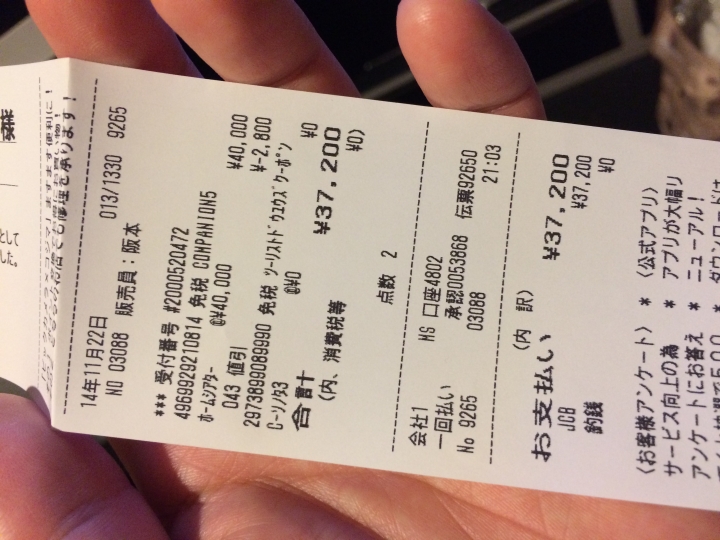 14年11月22日 013/1330 9265
NO 03088 販売員：阪本
*** 受付番号 #2000520472
4969929210814 免税 COMPANION5
ホームシアター @¥40,000 ¥40,000
043 値引 ¥-2,800
2973899089990 免税 ツーリストドウエウズクーポン
C-リノタ3 @¥0 ¥0
合計 ¥37,200
(内、消費税等 ¥0)
点数 2
会社1 MS 口座4802 伝票92650
一回払い 承認0053868 21:03
No 9265 03088
(内 訳)
お支払い ¥37,200
JCB ¥37,200
釣銭 ¥0
〈お客様アンケート〉 * 〈公式アプリ〉
サービス向上の為 * アプリが大幅リ
アンケートにお答え * ニューアル！